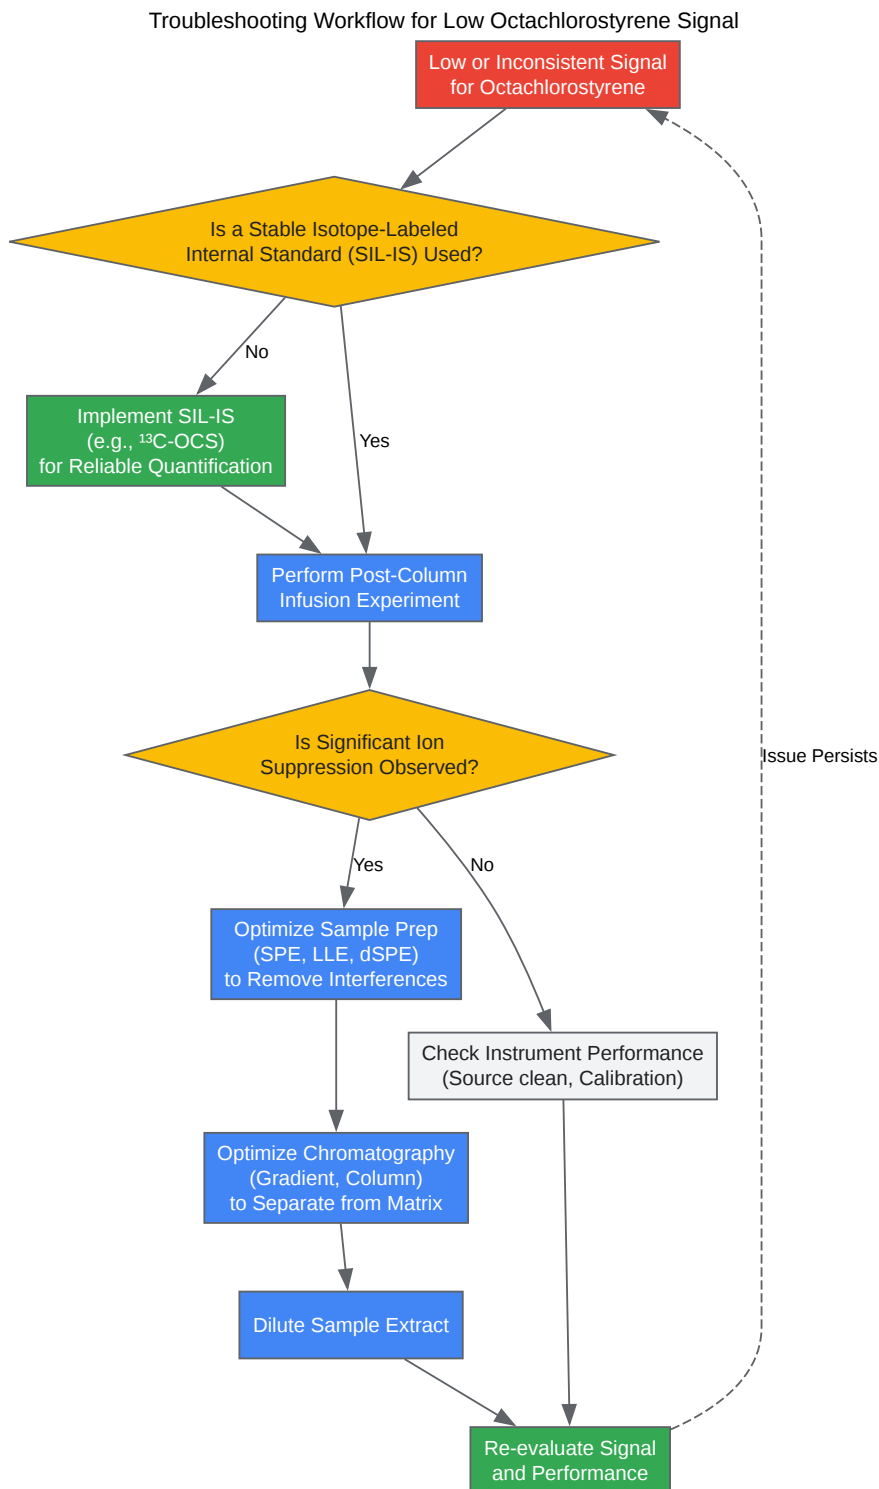 Troubleshooting Workflow for Low Octachlorostyrene Signal
Low or Inconsistent Signal
for Octachlorostyrene
Is a Stable Isotope-Labeled
Internal Standard (SIL-IS) Used?
No
Yes
Implement SIL-IS
(e.g., ¹³C-OCS)
for Reliable Quantification
Perform Post-Column
Infusion Experiment
Is Significant Ion
Suppression Observed?
Issue Persists
Yes
No
Optimize Sample Prep
(SPE, LLE, dSPE)
to Remove Interferences
Check Instrument Performance
(Source clean, Calibration)
Optimize Chromatography
(Gradient, Column)
to Separate from Matrix
Dilute Sample Extract
Re-evaluate Signal
and Performance